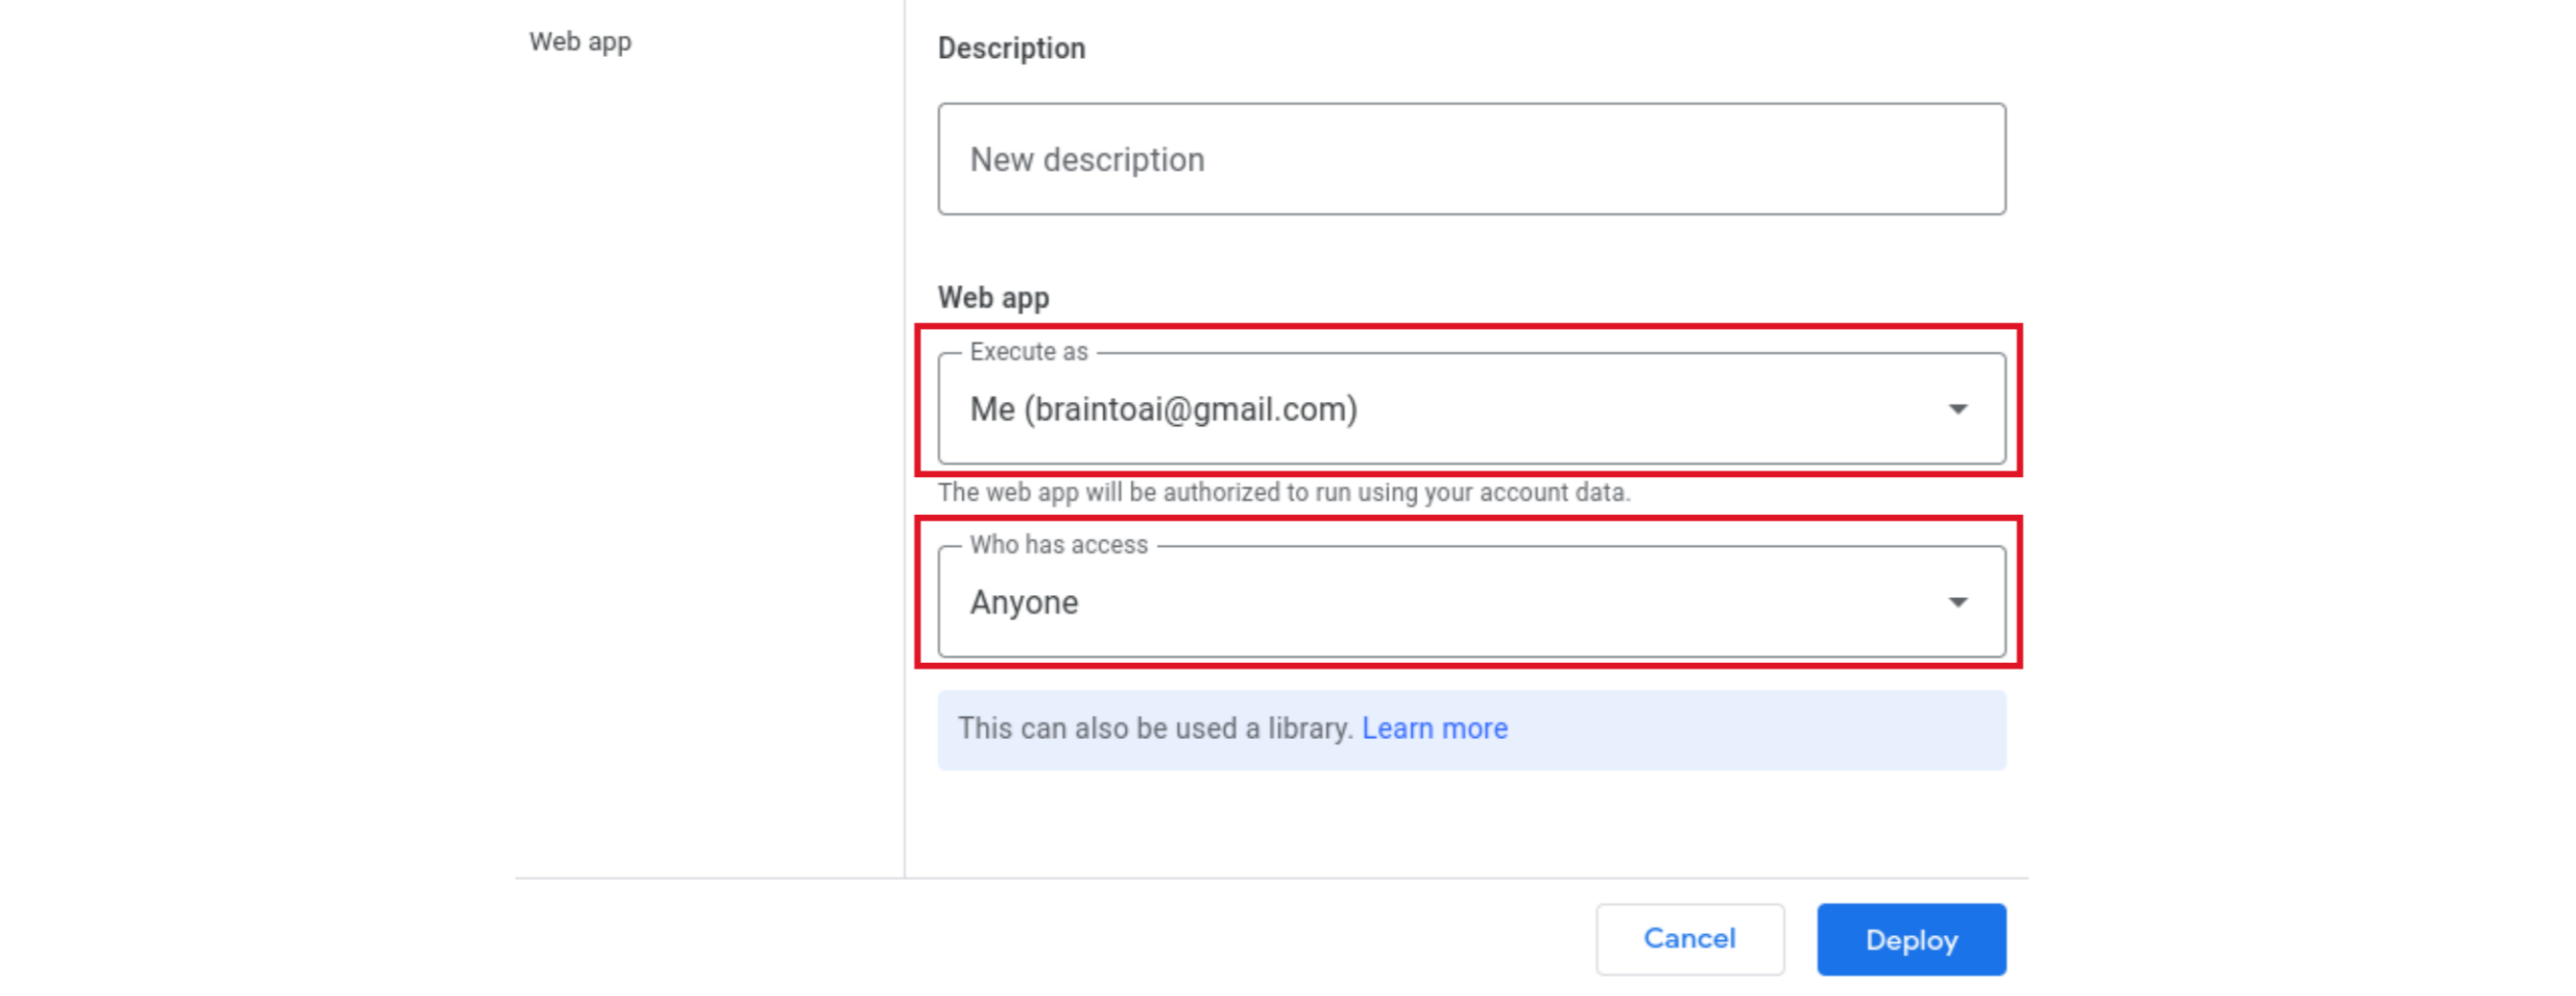 Web app
Description
New description
Web app
Execute as
Me (braintoai@gmail.com)
The web app will be authorized to run using your account data.
Who has access
Anyone
This can also be used a library. Learn more
Cancel
Deploy